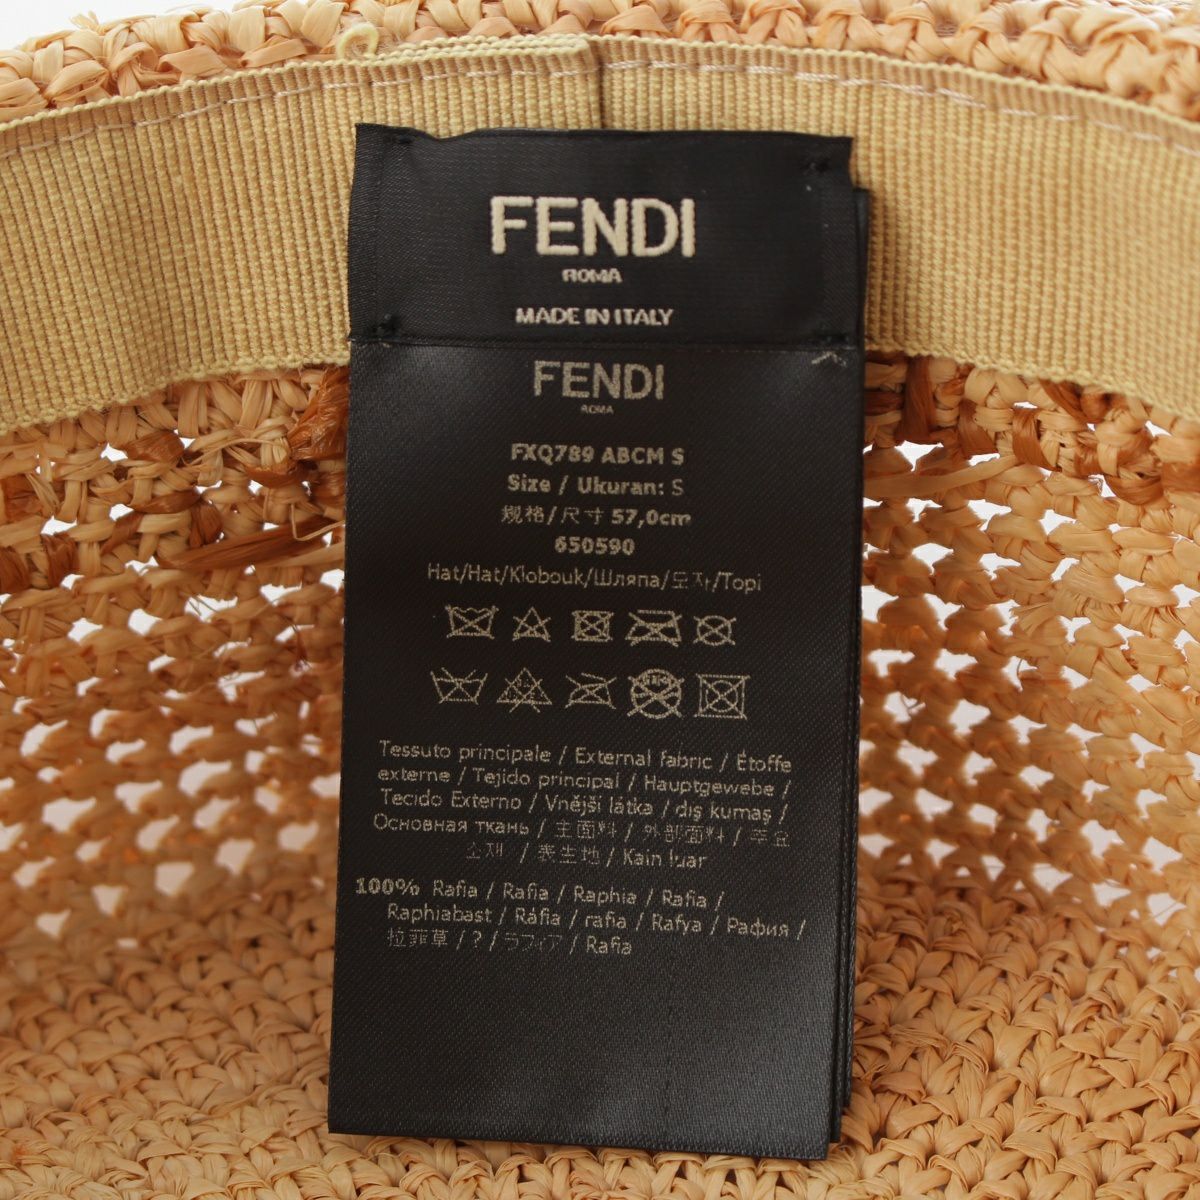 FENDI
ROMA
MADE IN ITALY
FENDI
ROMA
FXQ789 ABCM S
Size / Ukuran: S
规格/尺寸 57,0cm
650590
Hat/Hat/Klobouk/Шляпа/모자/Topi
Tessuto principale / External fabric / Étoffe
externe / Tejido principal / Hauptgewebe /
Tecido Externo / Vnější látka / dış kumaş /
Основная ткань / 主面料 / 外部面料 / 주요
소재 / 表生地 / Kain luar
100% Rafia / Rafia / Raphia / Rafia /
Raphiabast / Ráfia / rafia / Rafya / Рафия /
拉菲草 / ? / ラフィア / Rafia